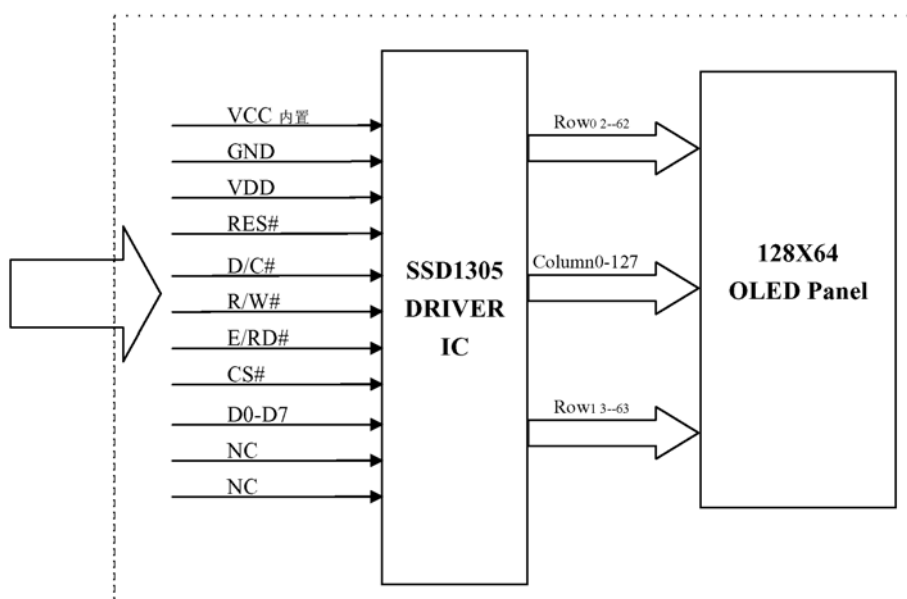 VCC 内置
GND
VDD
RES#
D/C#
R/W#
E/RD#
CS#
D0-D7
NC
NC
SSD1305
DRIVER
IC
Row0 2--62
Column0-127
Row1 3--63
128X64
OLED Panel